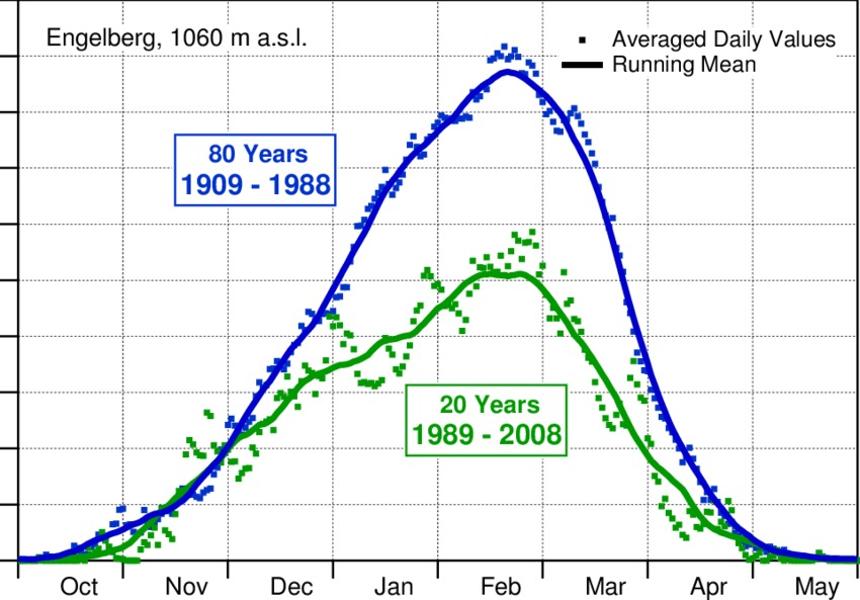 Engelberg, 1060 m a.s.l.
Averaged Daily Values
Running Mean
80 Years
1909 - 1988
20 Years
1989 - 2008
Oct Nov Dec Jan Feb Mar Apr May